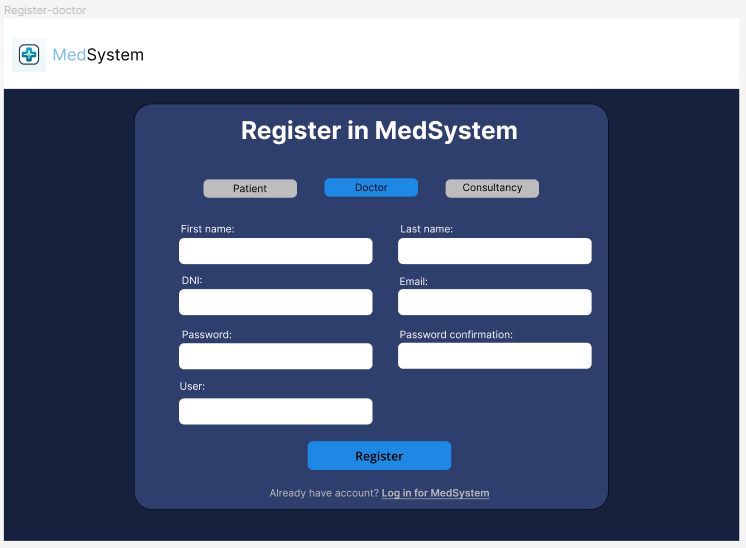 Register-doctor
MedSystem
Register in MedSystem
Patient Doctor Consultancy
First name: Last name:
DNI: Email:
Password: Password confirmation:
User:
Register
Already have account? Log in for MedSystem